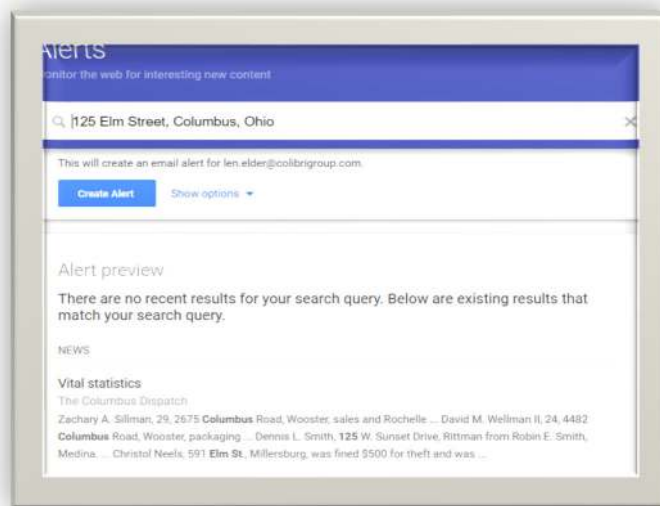 Alerts
Monitor the web for interesting new content
125 Elm Street, Columbus, Ohio
This will create an email alert for len.elder@colibrigroup.com.
Create Alert Show options
Alert preview
There are no recent results for your search query. Below are existing results that
match your search query.
NEWS
Vital statistics
The Columbus Dispatch
Zachary A. Sillman, 29, 2675 Columbus Road, Wooster, sales and Rochelle ... David M. Wellman II, 24, 4482
Columbus Road, Wooster, packaging ... Dennis L. Smith, 125 W. Sunset Drive, Rittman from Robin E. Smith,
Medina. ... Christol Neels, 591 Elm St., Millersburg, was fined $500 for theft and was ...